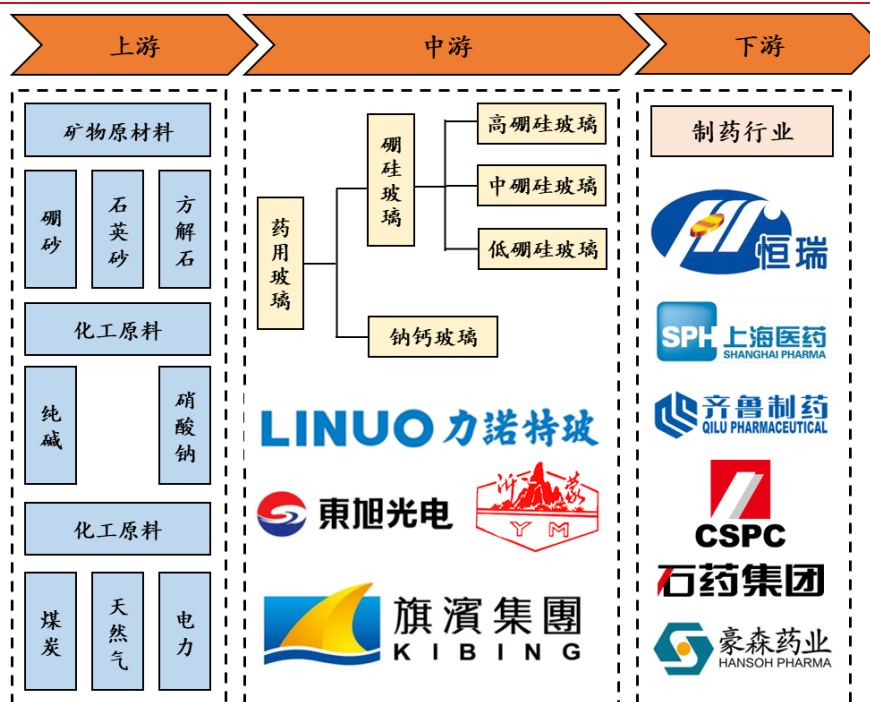 上游
中游
下游
矿物原材料
硼砂
石英砂
方解石
化工原料
纯碱
硝酸钠
化工原料
煤炭
天然气
电力
药用玻璃
硼硅玻璃
高硼硅玻璃
中硼硅玻璃
低硼硅玻璃
钠钙玻璃
LINUO 力諾特玻
東旭光电
沂蒙
YM
旗濱集團
KIBING
制药行业
恒瑞
SPH 上海医药
SHANGHAI PHARMA
齐鲁制药
QILU PHARMACEUTICAL
CSPC
石药集团
豪森药业
HANSOH PHARMA